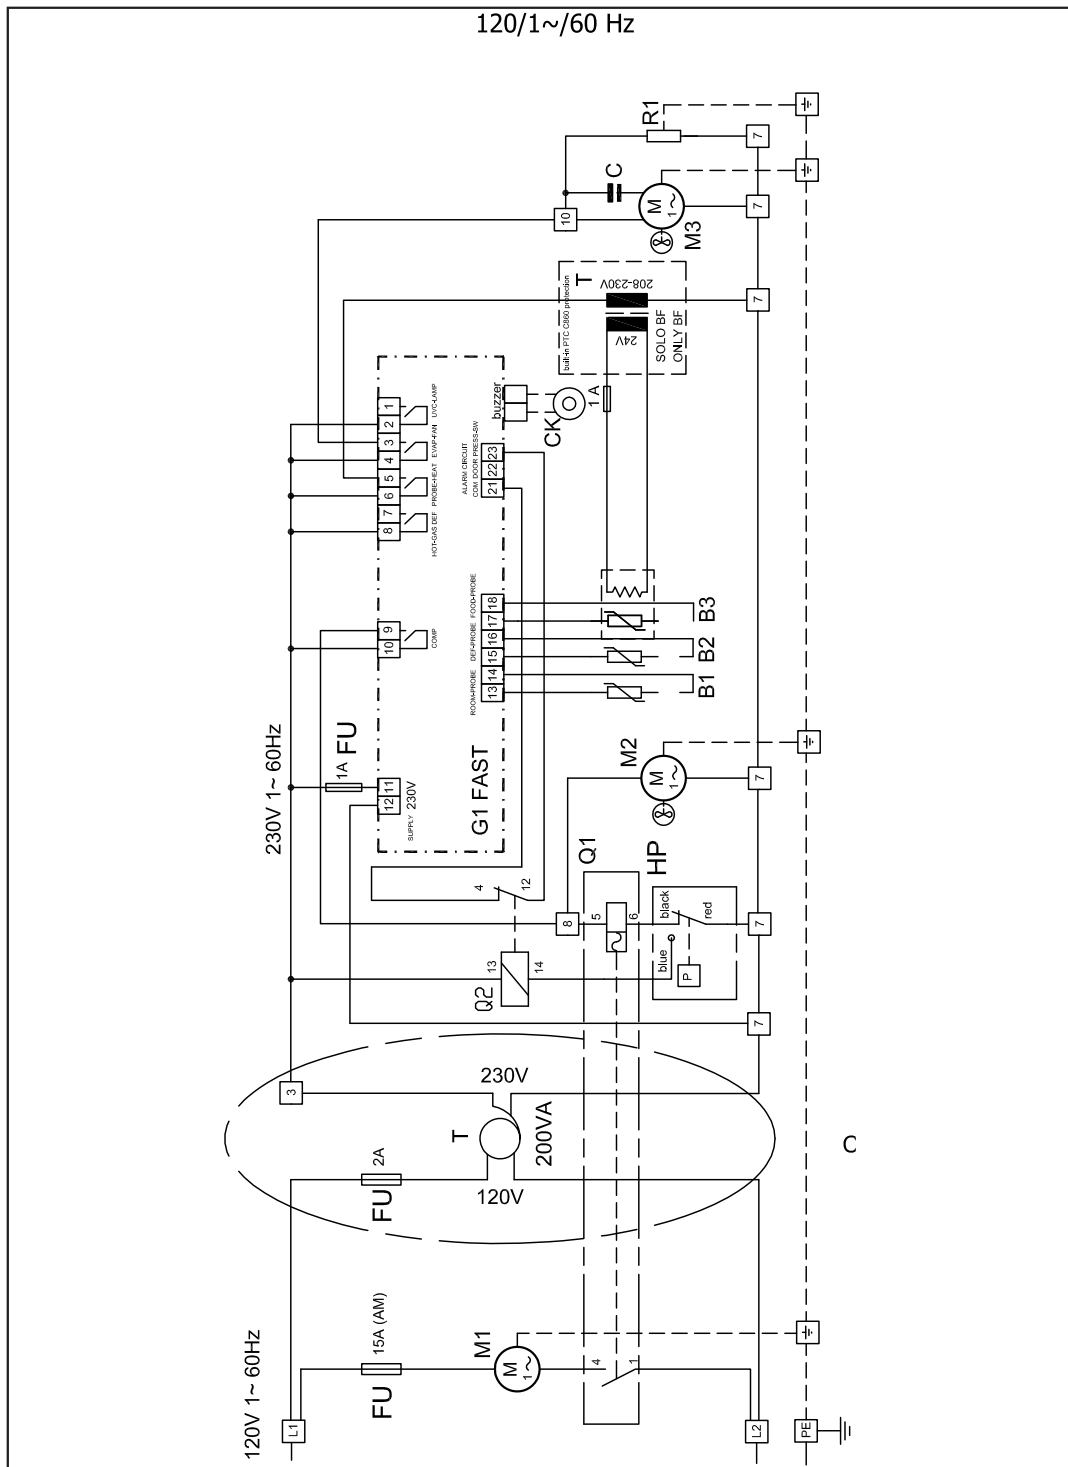 120/1~/60 Hz
R1
7
C
M
1~
M3
7
10
built-in PTC C860 protection
T
208-230V
24V
SOLO BF
ONLY BF
7
buzzer
CK
1 A
1
2
3
4
5
6
7
8
UVC-LAMP
EVAP-FAN
PROBE-HEAT
HOT-GAS DEF
ALARM CIRCUIT
COM DOOR PRESS-SW
21
22
23
9
10
COMP
FOOD-PROBE
DEF-PROBE
ROOM-PROBE
18
17
16
15
14
13
B3
B2
B1
230V 1~ 60Hz
1A
FU
11
12
SUPPLY
230V
G1 FAST
M2
M
1~
7
Q1
HP
4
12
8
5
6
black
red
blue
P
7
13
14
Q2
7
3
230V
T
200VA
120V
2A
FU
C
120V 1~ 60Hz
15A (AM)
FU
M1
M
1~
4
1
L1
L2
PE